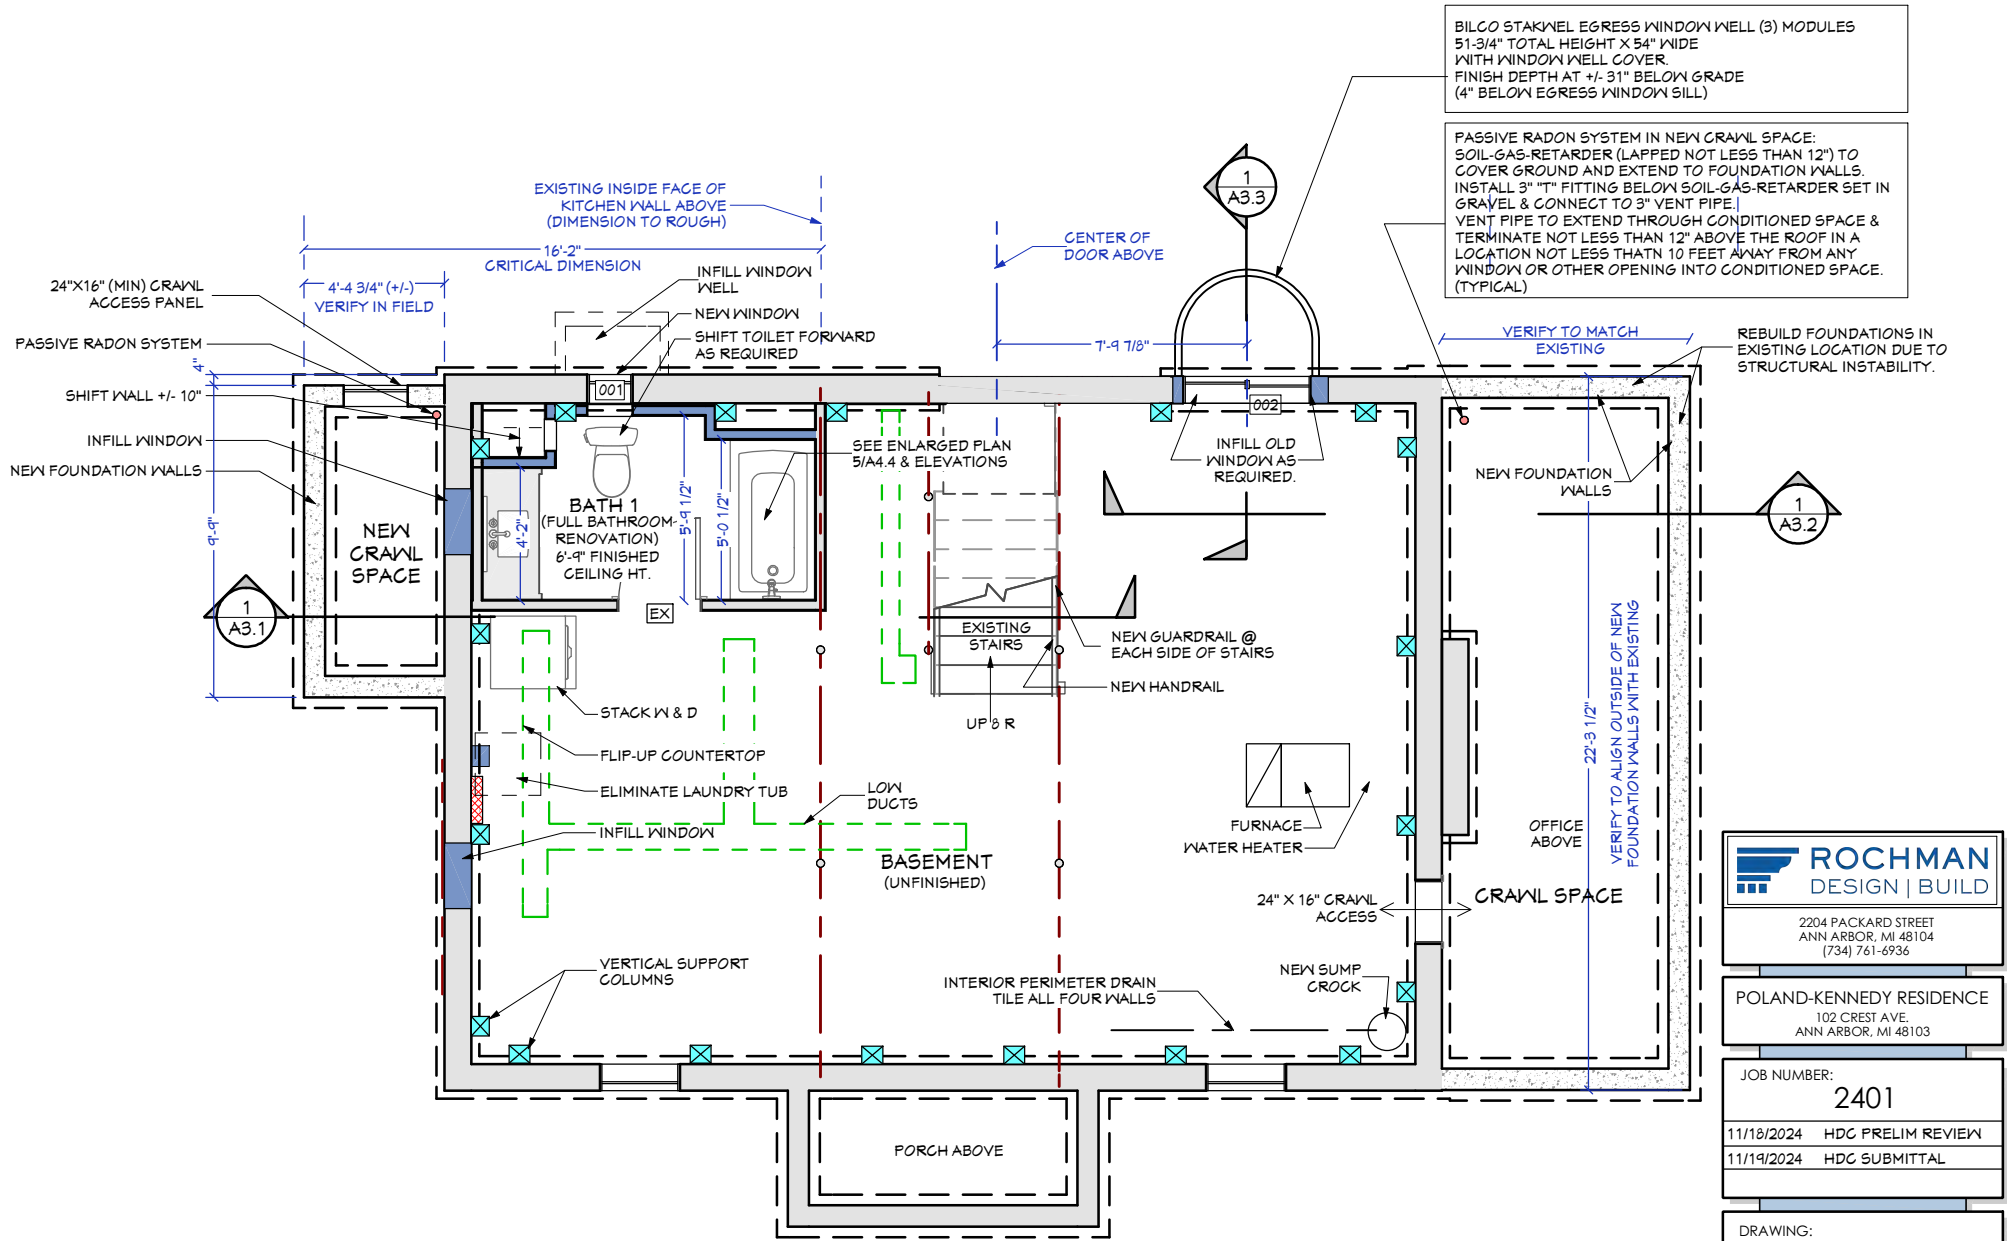 BILCO STAKWEL EGRESS WINDOW WELL (3) MODULES
51-3/4" TOTAL HEIGHT X 54" WIDE
WITH WINDOW WELL COVER.
FINISH DEPTH AT +/- 31" BELOW GRADE
(4" BELOW EGRESS WINDOW SILL)
PASSIVE RADON SYSTEM IN NEW CRAWL SPACE:
SOIL-GAS-RETARDER (LAPPED NOT LESS THAN 12") TO
COVER GROUND AND EXTEND TO FOUNDATION WALLS.
INSTALL 3" "T" FITTING BELOW SOIL-GAS-RETARDER SET IN
GRAVEL & CONNECT TO 3" VENT PIPE.
VENT PIPE TO EXTEND THROUGH CONDITIONED SPACE &
TERMINATE NOT LESS THAN 12" ABOVE THE ROOF IN A
LOCATION NOT LESS THATN 10 FEET AWAY FROM ANY
WINDOW OR OTHER OPENING INTO CONDITIONED SPACE.
(TYPICAL)
1
A3.3
EXISTING INSIDE FACE OF
KITCHEN WALL ABOVE
(DIMENSION TO ROUGH)
16'-2"
CRITICAL DIMENSION
CENTER OF
DOOR ABOVE
24"X16" (MIN) CRAWL
ACCESS PANEL
4'-4 3/4" (+/-)
VERIFY IN FIELD
INFILL WINDOW
WELL
NEW WINDOW
SHIFT TOILET FORWARD
AS REQUIRED
7'-9 7/8"
VERIFY TO MATCH
EXISTING
REBUILD FOUNDATIONS IN
EXISTING LOCATION DUE TO
STRUCTURAL INSTABILITY.
PASSIVE RADON SYSTEM
4"
SHIFT WALL +/- 10"
INFILL WINDOW
NEW FOUNDATION WALLS
9'-9"
001
002
SEE ENLARGED PLAN
5/A4.4 & ELEVATIONS
INFILL OLD
WINDOW AS
REQUIRED.
NEW FOUNDATION
WALLS
1
A3.2
NEW
CRAWL
SPACE
BATH 1
(FULL BATHROOM
RENOVATION)
6'-9" FINISHED
CEILING HT.
4'-2"
5'-9 1/2"
5'-0 1/2"
1
A3.1
EX
EXISTING
STAIRS
NEW GUARDRAIL @
EACH SIDE OF STAIRS
NEW HANDRAIL
UP 8 R
STACK W & D
FLIP-UP COUNTERTOP
ELIMINATE LAUNDRY TUB
INFILL WINDOW
LOW
DUCTS
BASEMENT
(UNFINISHED)
FURNACE
WATER HEATER
22'-3 1/2"
VERIFY TO ALIGN OUTSIDE OF NEW
FOUNDATION WALLS WITH EXISTING
OFFICE
ABOVE
24" X 16" CRAWL
ACCESS
CRAWL SPACE
VERTICAL SUPPORT
COLUMNS
INTERIOR PERIMETER DRAIN
TILE ALL FOUR WALLS
NEW SUMP
CROCK
PORCH ABOVE
ROCHMAN
DESIGN | BUILD
2204 PACKARD STREET
ANN ARBOR, MI 48104
(734) 761-6936
POLAND-KENNEDY RESIDENCE
102 CREST AVE.
ANN ARBOR, MI 48103
JOB NUMBER:
2401
11/18/2024 HDC PRELIM REVIEW
11/19/2024 HDC SUBMITTAL
DRAWING: